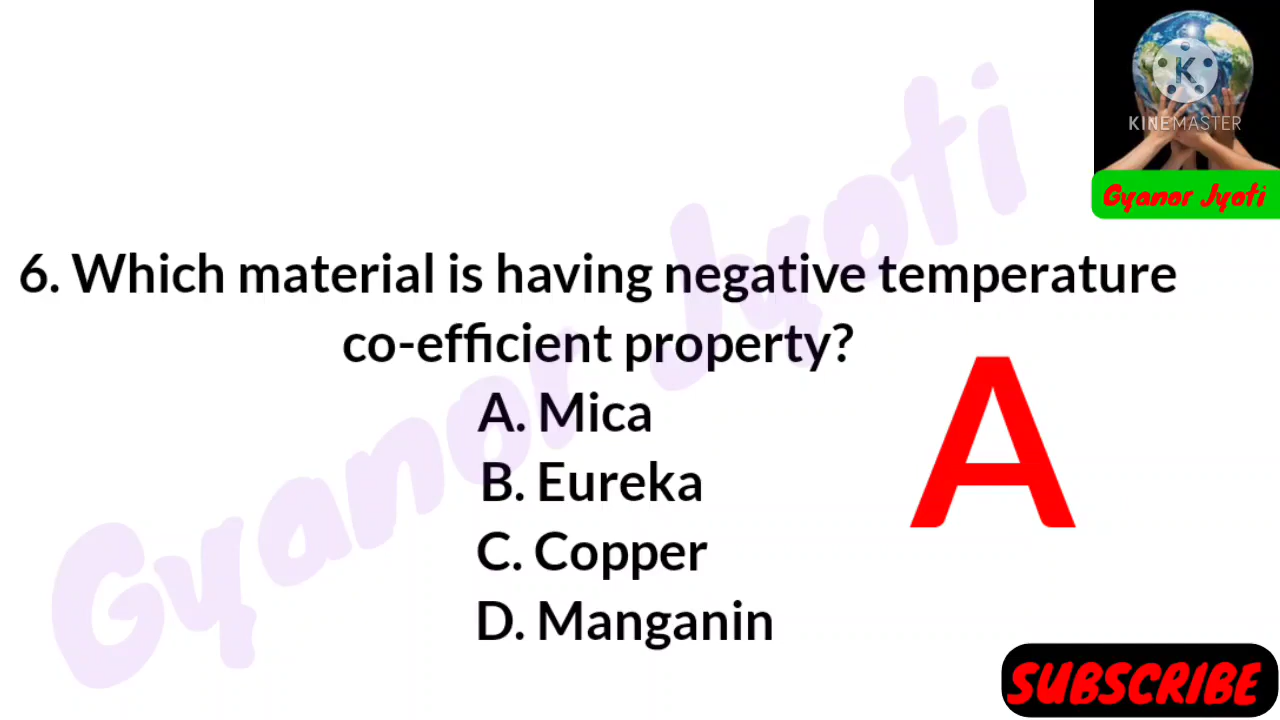 K
KINEMASTER
Gyanor Jyoti
Gyanor Jyoti
6. Which material is having negative temperature
co-efficient property?
A. Mica
B. Eureka
C. Copper
D. Manganin
A
SUBSCRIBE